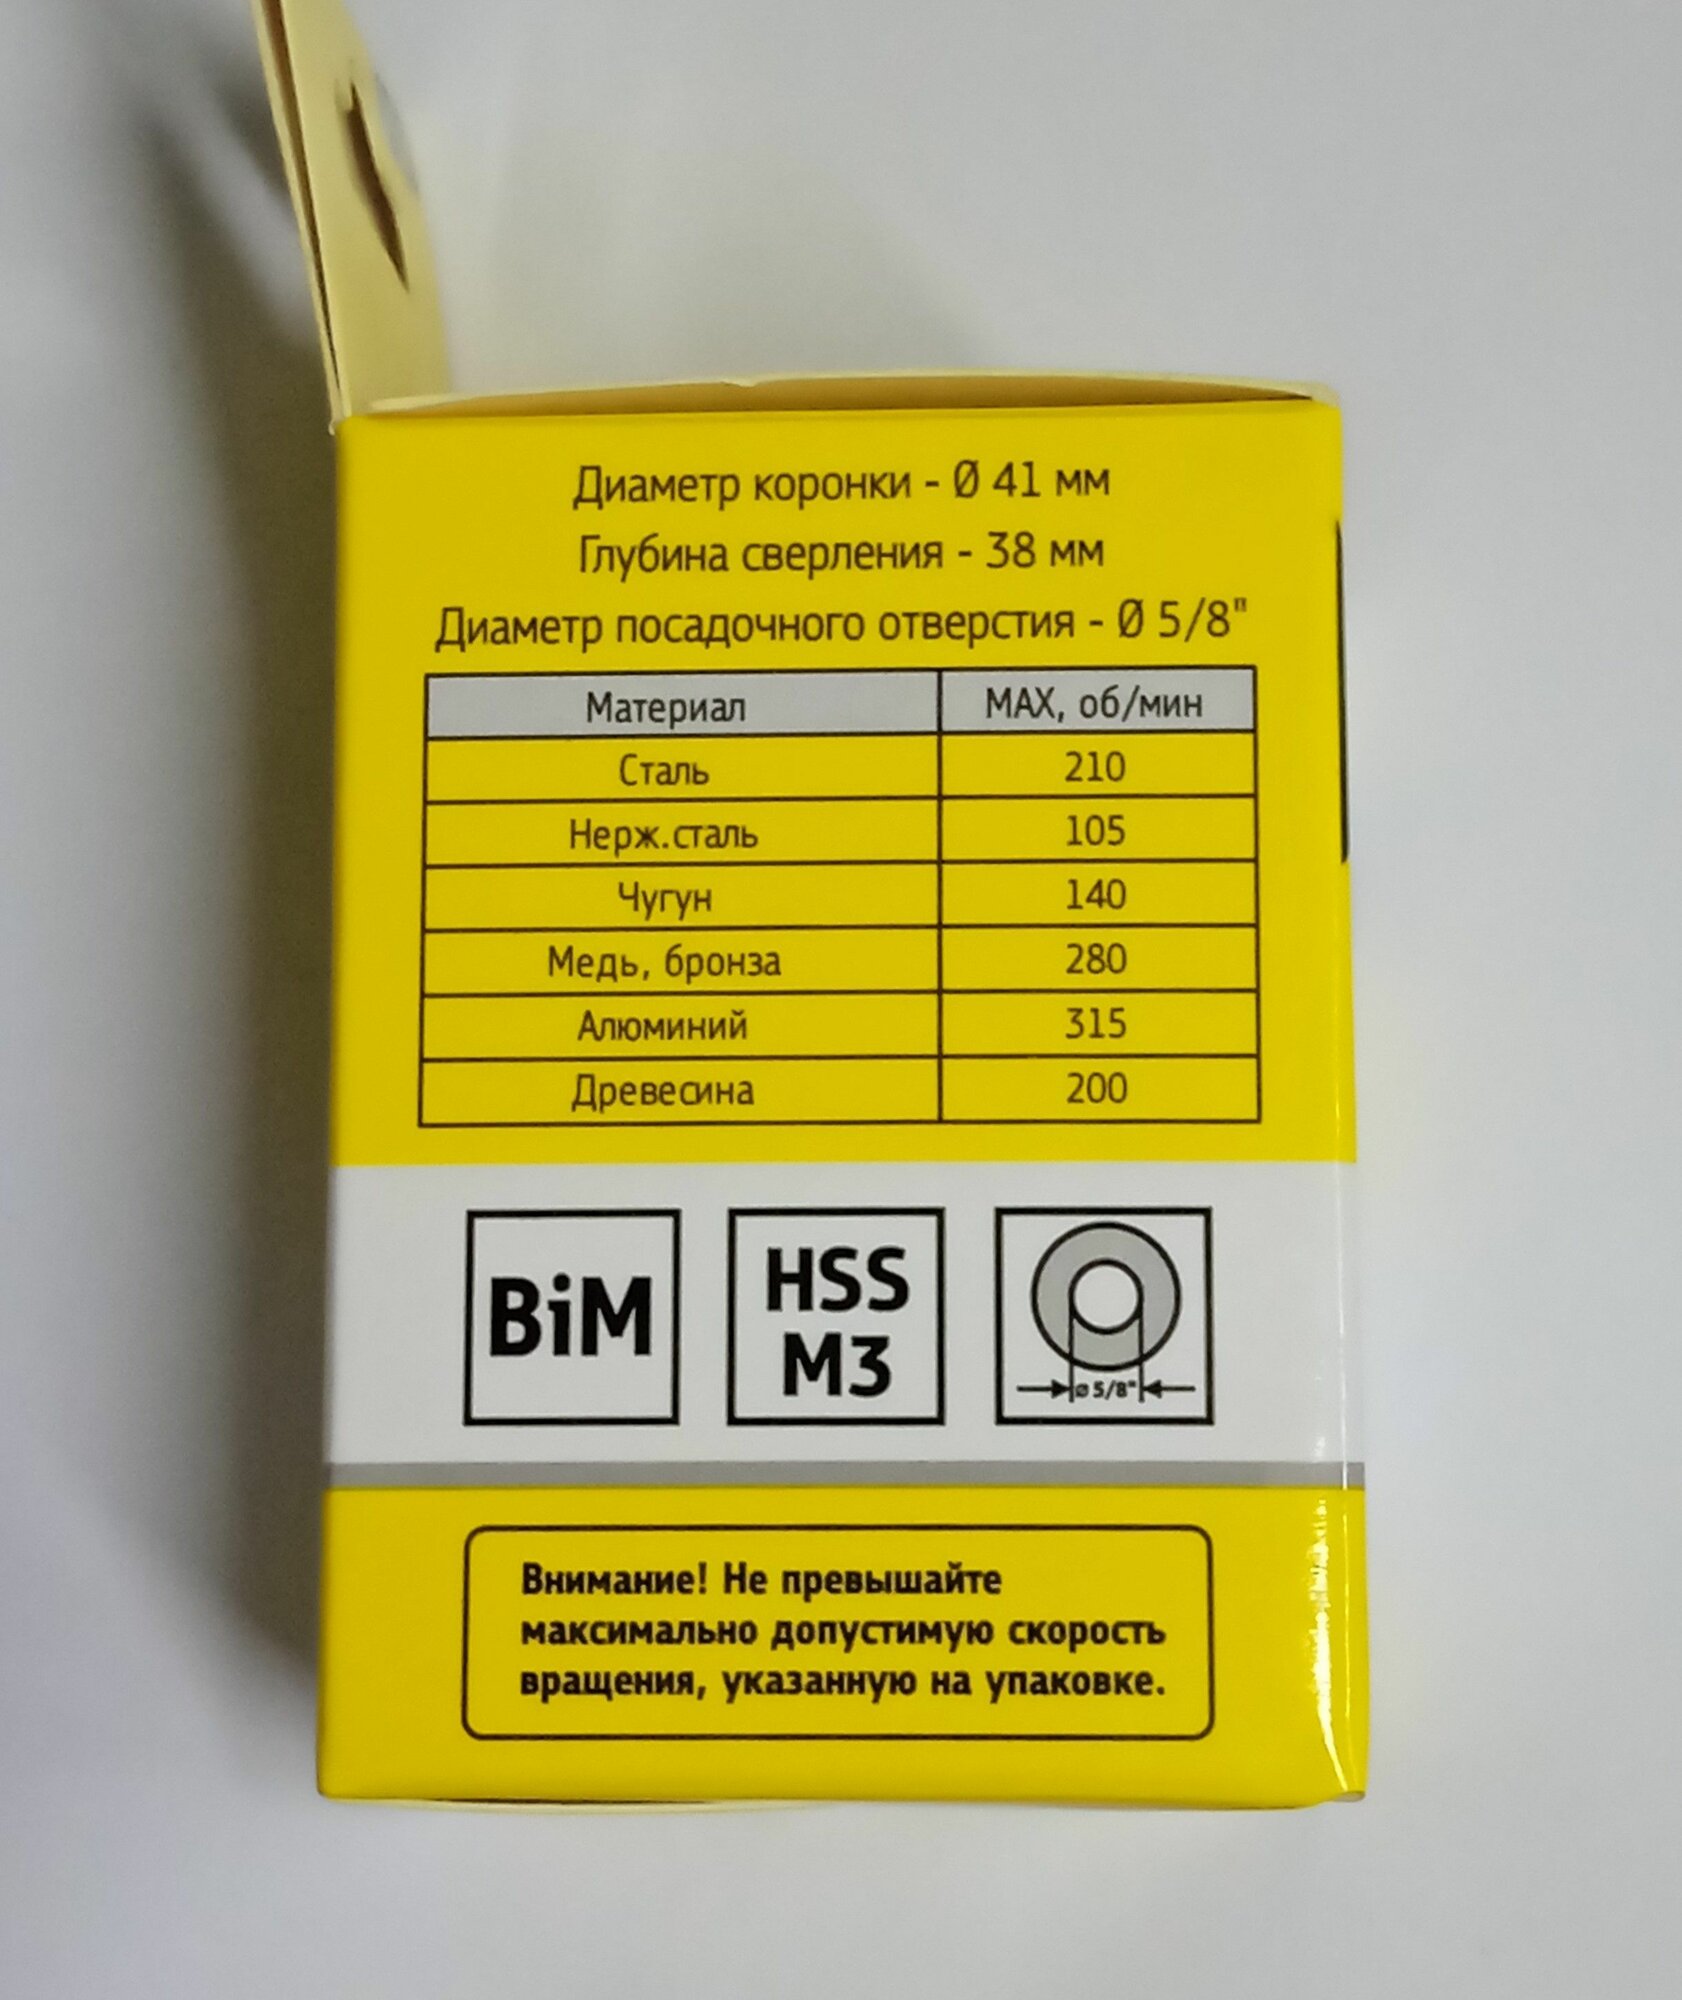 Диаметр коронки - Ø 41 мм
Глубина сверления - 38 мм
Диаметр посадочного отверстия - Ø 5/8"
Материал MAX, об/мин
Сталь 210
Нерж.сталь 105
Чугун 140
Медь, бронза 280
Алюминий 315
Древесина 200
BiM
HSS
M3
Ø 5/8"
Внимание! Не превышайте
максимально допустимую скорость
вращения, указанную на упаковке.